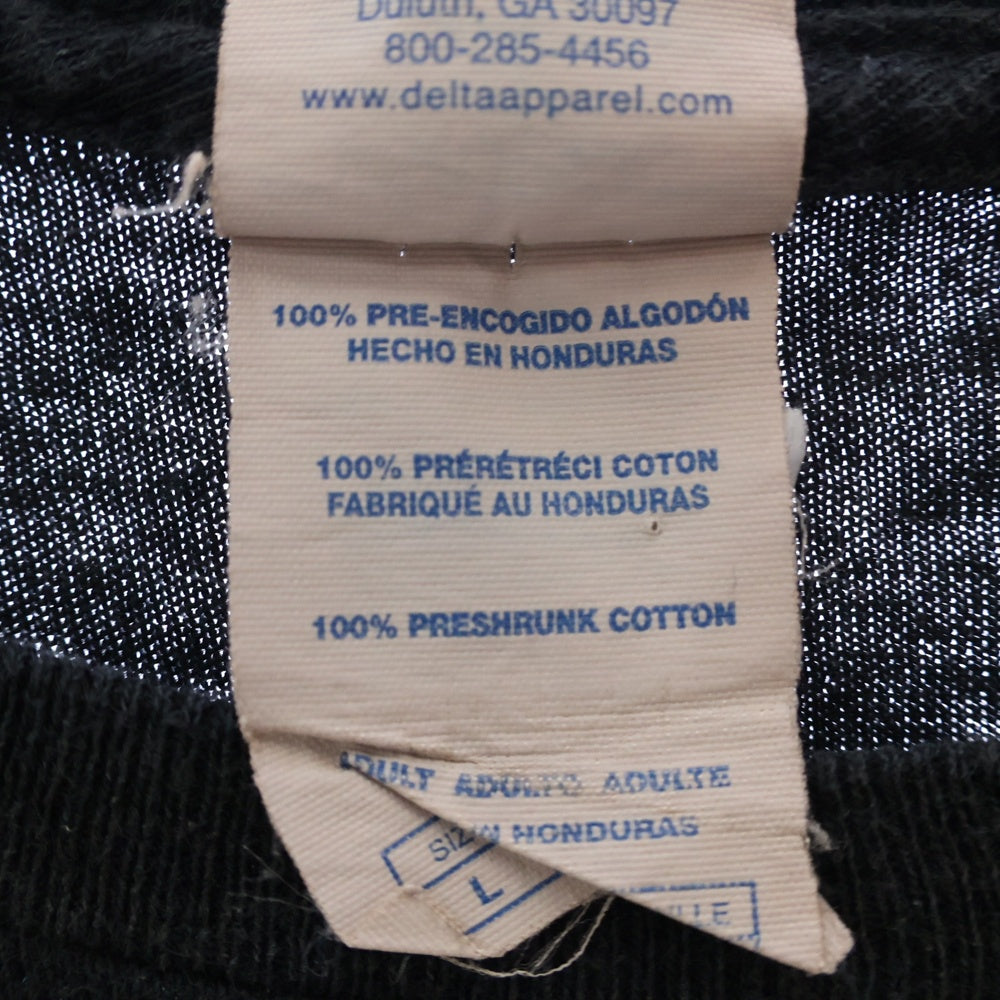 Duluth, GA 30097
800-285-4456
www.deltaapparel.com
100% PRE-ENCOGIDO ALGODÓN
HECHO EN HONDURAS
100% PRÉRÉTRÉCI COTON
FABRIQUÉ AU HONDURAS
100% PRESHRUNK COTTON
ADULT ADULTO ADULTE
HONDURAS
L